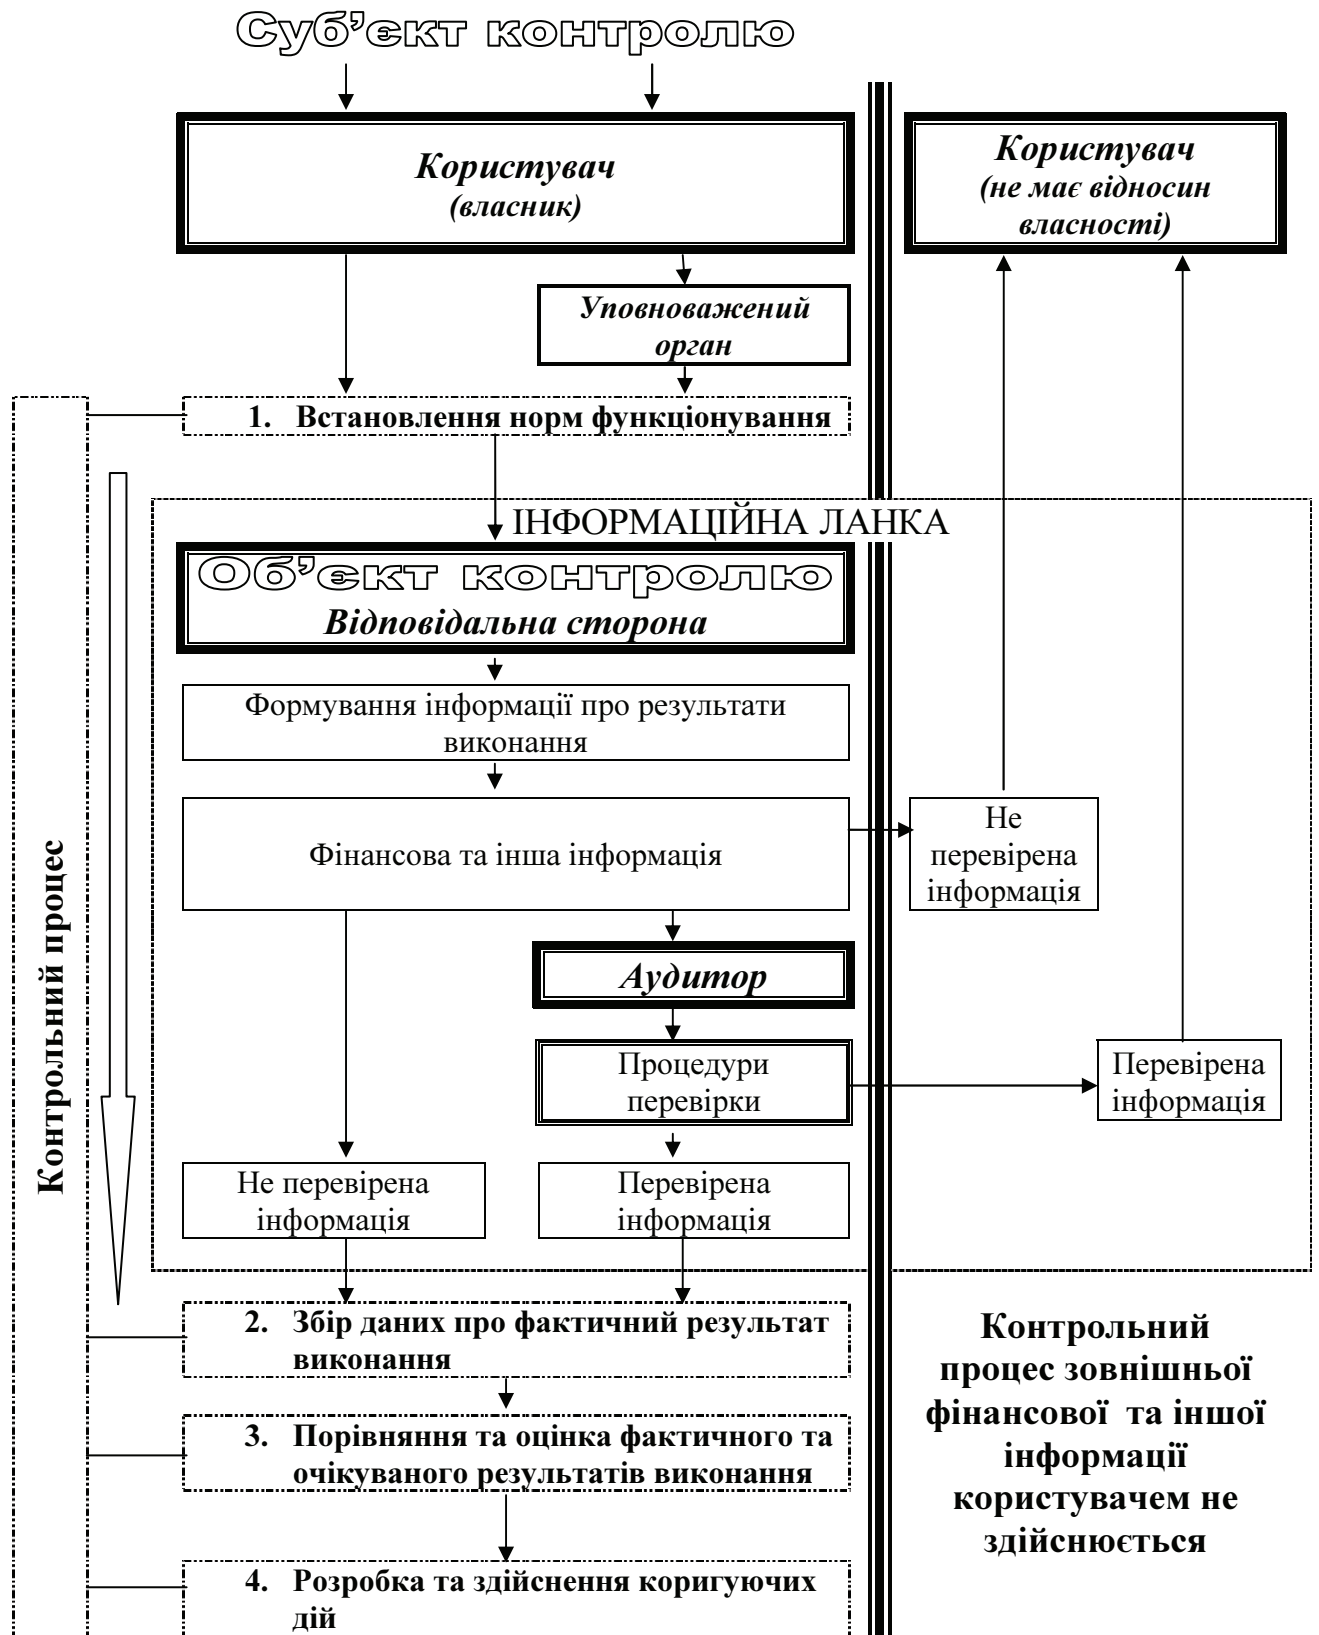 Суб’єкт контролю
Користувач
(власник)
Користувач
(не має відносин
власності)
Уповноважений
орган
1. Встановлення норм функціонування
ІНФОРМАЦІЙНА ЛАНКА
Об’єкт контролю
Відповідальна сторона
Формування інформації про результати
виконання
Фінансова та інша інформація
Не
перевірена
інформація
Аудитор
Процедури
перевірки
Перевірена
інформація
Не перевірена
інформація
Перевірена
інформація
Контрольний процес
2. Збір даних про фактичний результат
виконання
3. Порівняння та оцінка фактичного та
очікуваного результатів виконання
4. Розробка та здійснення коригуючих
дій
Контрольний
процес зовнішньої
фінансової та іншої
інформації
користувачем не
здійснюється